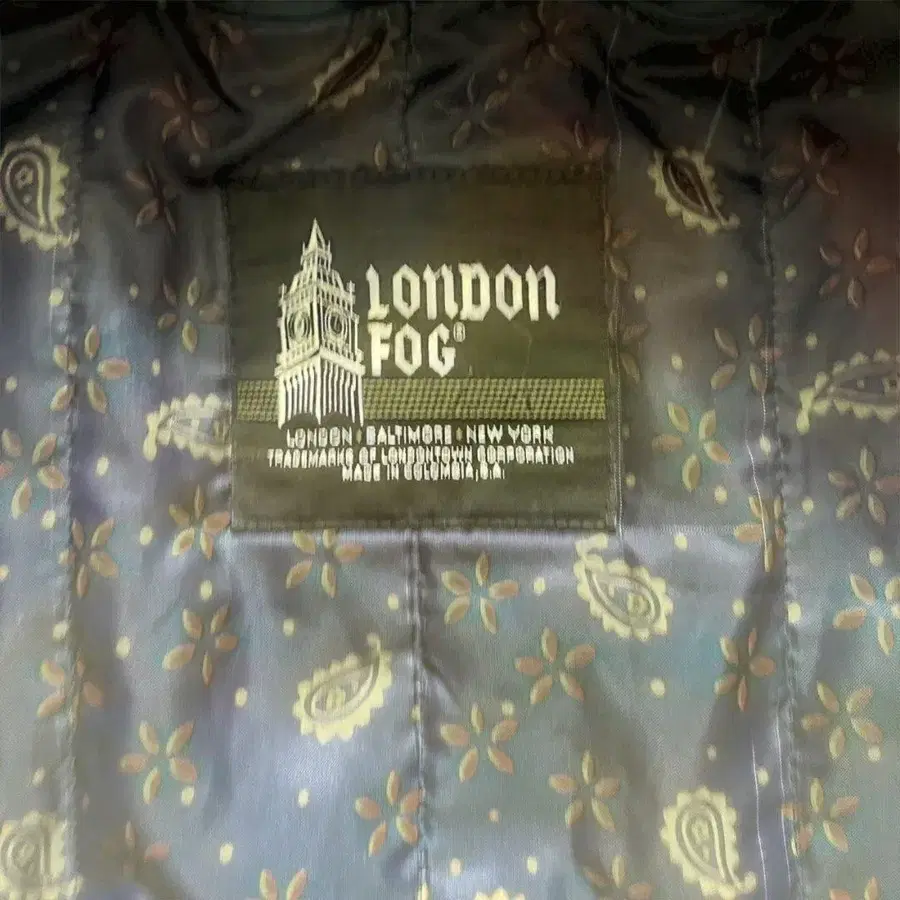 LONDON
FOG®
LONDON BALTIMORE NEW YORK
TRADEMARKS OF LONDONTOWN CORPORATION
MADE IN COLOMBIA, S.A.